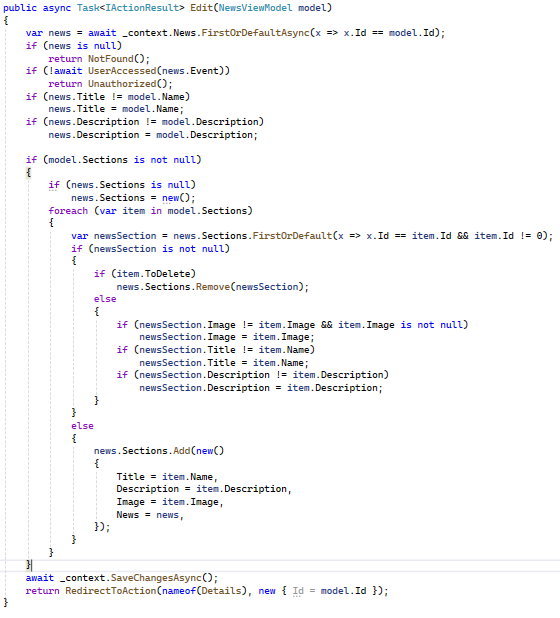 public async Task<IActionResult> Edit(NewsViewModel model)
{
    var news = await _context.News.FirstOrDefaultAsync(x => x.Id == model.Id);
    if (news is null)
        return NotFound();
    if (!await UserAccessed(news.Event))
        return Unauthorized();
    if (news.Title != model.Name)
        news.Title = model.Name;
    if (news.Description != model.Description)
        news.Description = model.Description;

    if (model.Sections is not null)
    {
        if (news.Sections is null)
            news.Sections = new();
        foreach (var item in model.Sections)
        {
            var newsSection = news.Sections.FirstOrDefault(x => x.Id == item.Id && item.Id != 0);
            if (newsSection is not null)
            {
                if (item.ToDelete)
                    news.Sections.Remove(newsSection);
                else
                {
                    if (newsSection.Image != item.Image && item.Image is not null)
                        newsSection.Image = item.Image;
                    if (newsSection.Title != item.Name)
                        newsSection.Title = item.Name;
                    if (newsSection.Description != item.Description)
                        newsSection.Description = item.Description;
                }
            }
            else
            {
                news.Sections.Add(new()
                {
                    Title = item.Name,
                    Description = item.Description,
                    Image = item.Image,
                    News = news,
                });
            }
        }
    }
    await _context.SaveChangesAsync();
    return RedirectToAction(nameof(Details), new { Id = model.Id });
}